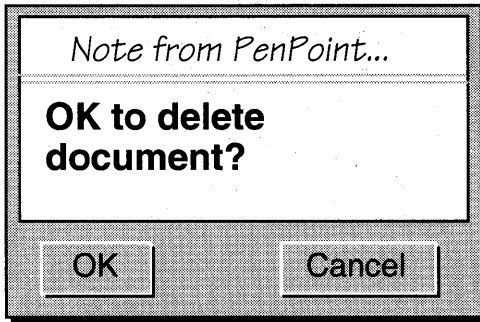 Note from PenPoint...
OK to delete
document?
OK
Cancel